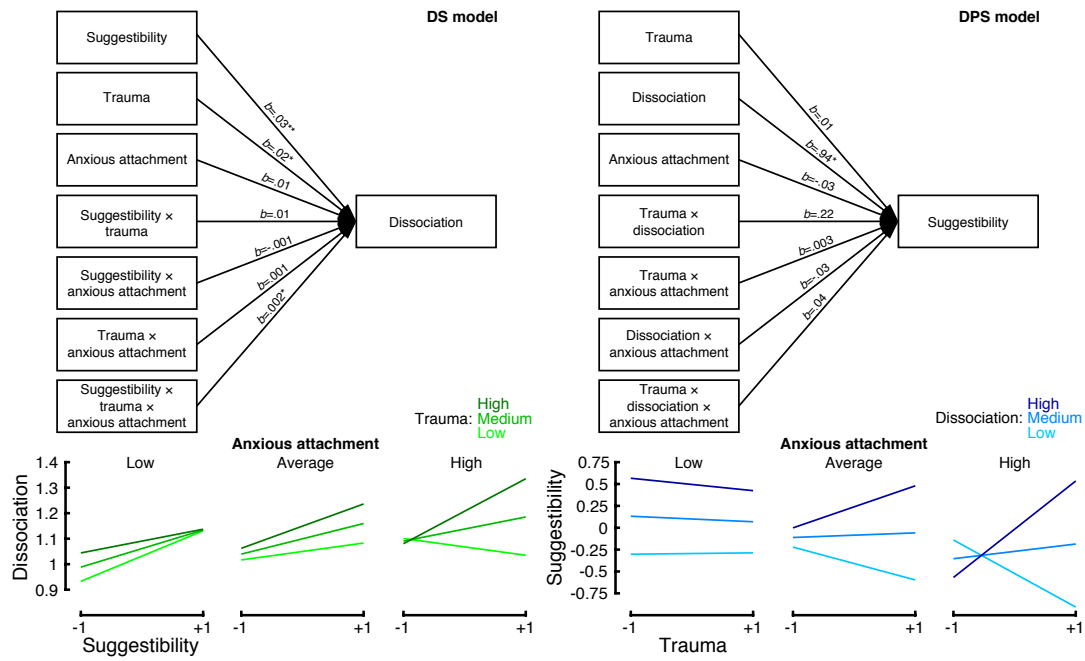 DS model
Suggestibility
Trauma
Anxious attachment
Suggestibility ×
trauma
Suggestibility ×
anxious attachment
Trauma ×
anxious attachment
Suggestibility ×
trauma ×
anxious attachment
b=.03**
b=.02*
b=.01
b=.01
b=-.001
b=.001
b=.002*
Dissociation
DPS model
Trauma
Dissociation
Anxious attachment
Trauma ×
dissociation
Trauma ×
anxious attachment
Dissociation ×
anxious attachment
Trauma ×
dissociation ×
anxious attachment
b=.01
b=.94*
b=-.03
b=.22
b=.003
b=-.03
b=.04
Suggestibility
High
Trauma: Medium
Low
Anxious attachment
Low Average High
Dissociation
1.4
1.3
1.2
1.1
1
0.9
-1 +1 -1 +1 -1 +1
Suggestibility
High
Dissociation: Medium
Low
Anxious attachment
Low Average High
Suggestibility
0.75
0.5
0.25
0
-0.25
-0.5
-0.75
-1 +1 -1 +1 -1 +1
Trauma